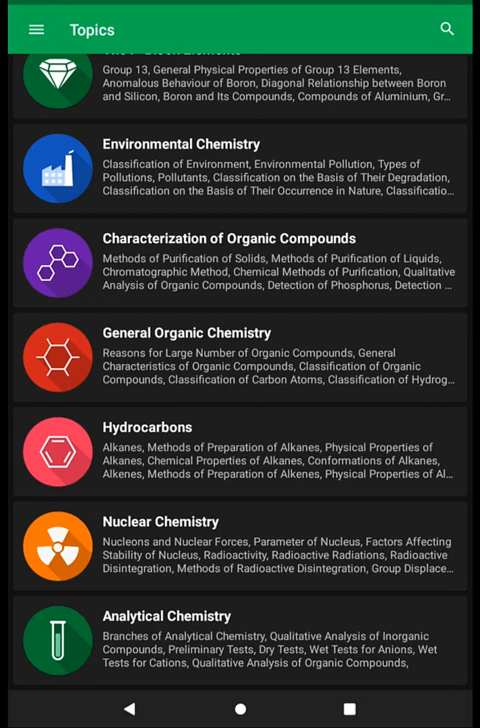 Topics
Group 13, General Physical Properties of Group 13 Elements,
Anomalous Behaviour of Boron, Diagonal Relationship between Boron
and Silicon, Boron and Its Compounds, Compounds of Aluminium, Gr...
Environmental Chemistry
Classification of Environment, Environmental Pollution, Types of
Pollutions, Pollutants, Classification on the Basis of Their Degradation,
Classification on the Basis of Their Occurrence in Nature, Classificatio...
Characterization of Organic Compounds
Methods of Purification of Solids, Methods of Purification of Liquids,
Chromatographic Method, Chemical Methods of Purification, Qualitative
Analysis of Organic Compounds, Detection of Phosphorus, Detection ...
General Organic Chemistry
Reasons for Large Number of Organic Compounds, General
Characteristics of Organic Compounds, Classification of Organic
Compounds, Classification of Carbon Atoms, Classification of Hydrog...
Hydrocarbons
Alkanes, Methods of Preparation of Alkanes, Physical Properties of
Alkanes, Chemical Properties of Alkanes, Conformations of Alkanes,
Alkenes, Methods of Preparation of Alkenes, Physical Properties of Al...
Nuclear Chemistry
Nucleons and Nuclear Forces, Parameter of Nucleus, Factors Affecting
Stability of Nucleus, Radioactivity, Radioactive Radiations, Radioactive
Disintegration, Methods of Radioactive Disintegration, Group Displace...
Analytical Chemistry
Branches of Analytical Chemistry, Qualitative Analysis of Inorganic
Compounds, Preliminary Tests, Dry Tests, Wet Tests for Anions, Wet
Tests for Cations, Qualitative Analysis of Organic Compounds,